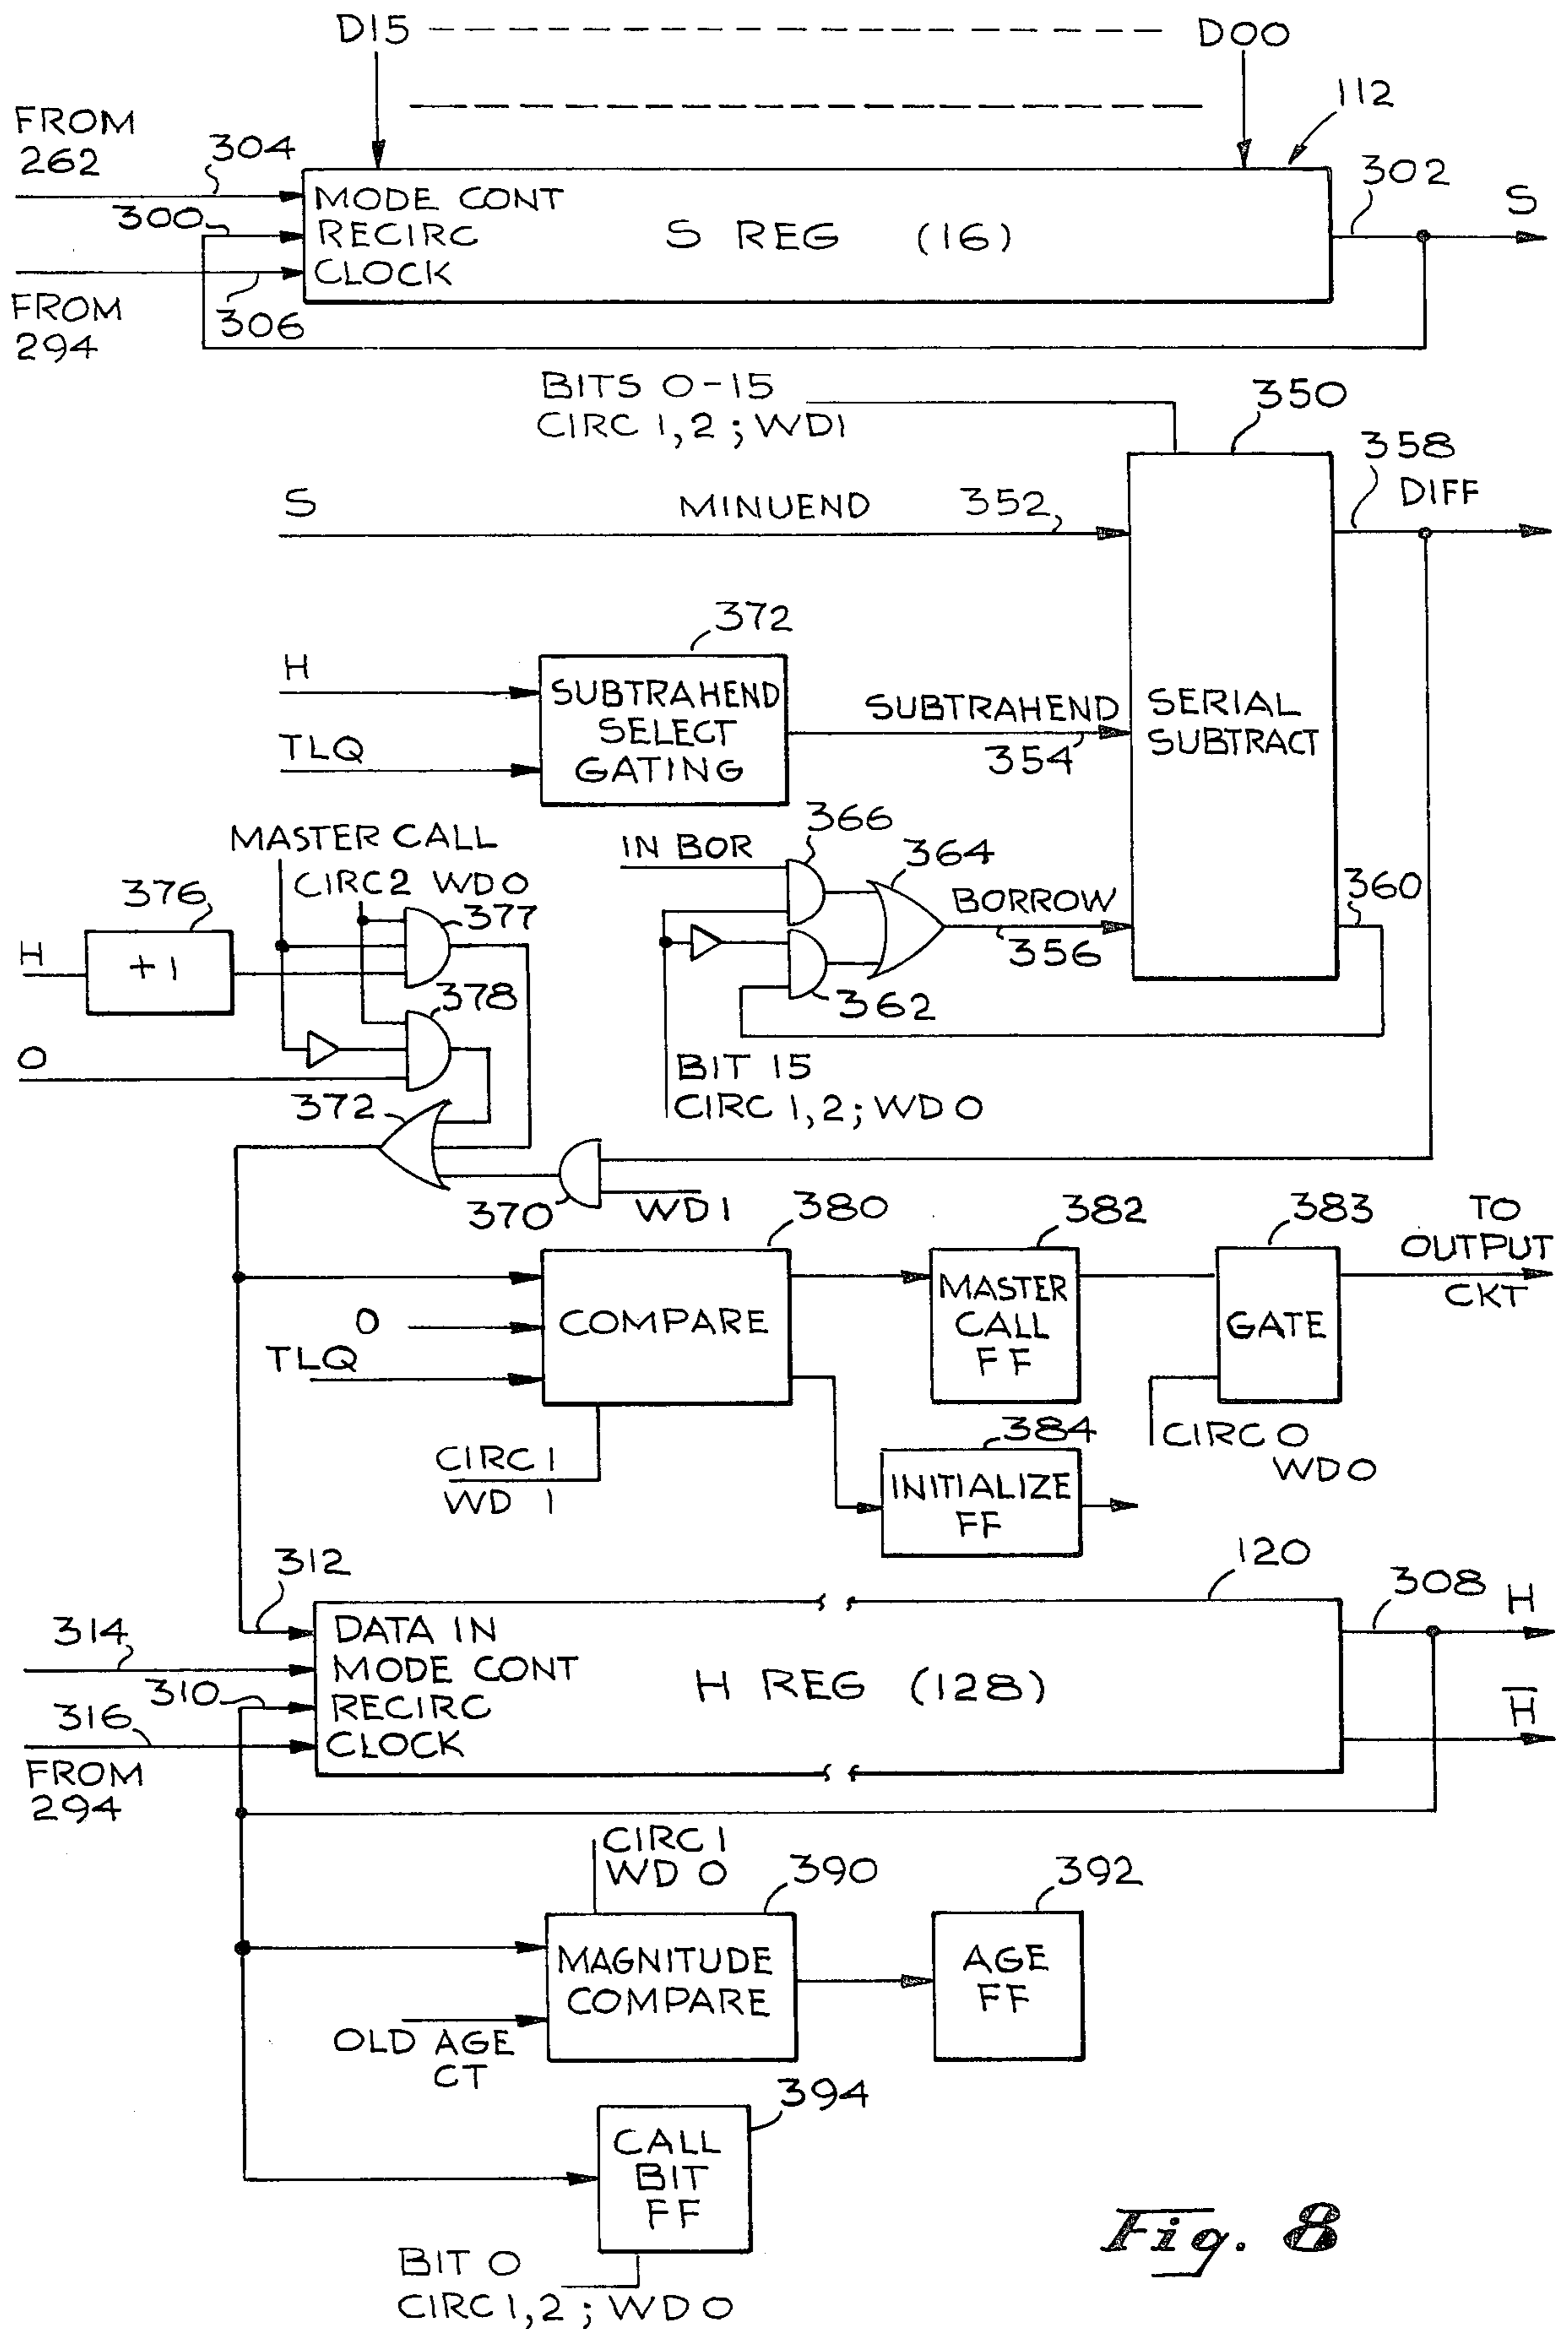 D15 D00
112
FROM
262
304
302
S
300
MODE CONT
RECIRC
CLOCK
S REG (16)
FROM
294
306
BITS 0-15
CIRC 1,2 ; WD1
350
358
DIFF
S
MINUEND
352
372
H
TLQ
SUBTRAHEND
SELECT
GATING
SUBTRAHEND
354
SERIAL
SUBTRACT
MASTER CALL
CIRC2 WD0
366
IN BOR
364
376
377
BORROW
356
360
H
+1
378
362
O
BIT 15
CIRC 1,2 ; WD 0
372
370
WD1
380
382
383
TO
OUTPUT
CKT
COMPARE
MASTER
CALL
FF
GATE
O
TLQ
CIRC 1
WD 1
384
CIRC 0
WD0
INITIALIZE
FF
312
120
308
H
314
DATA IN
MODE CONT
RECIRC
CLOCK
H REG (128)
310
316
H̅
FROM
294
CIRC 1
WD 0
390
392
MAGNITUDE
COMPARE
AGE
FF
OLD AGE
CT
394
CALL
BIT
FF
BIT 0
CIRC 1,2 ; WD 0
Fig. 8